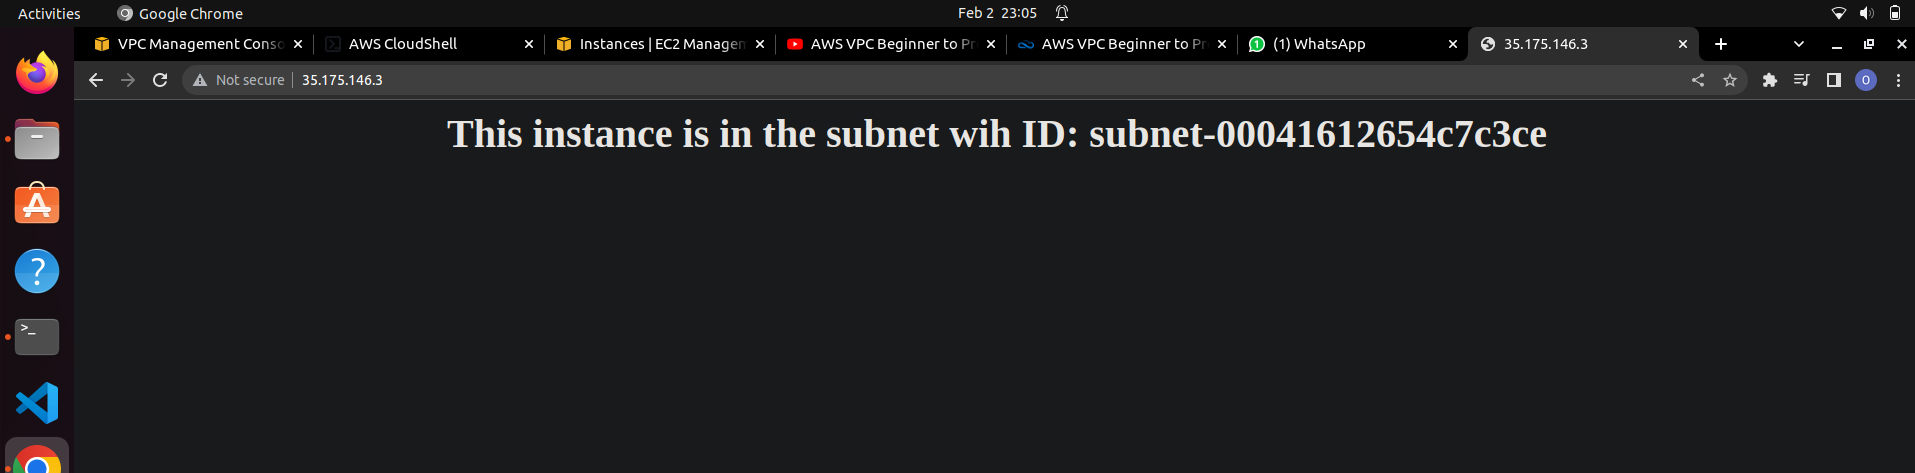 Activities
Google Chrome
Feb 2 23:05
VPC Management Conso
AWS CloudShell
Instances | EC2 Managem
AWS VPC Beginner to Pr
AWS VPC Beginner to Pr
1
(1) WhatsApp
35.175.146.3
Not secure
35.175.146.3
O
This instance is in the subnet wih ID: subnet-00041612654c7c3ce
?
>_